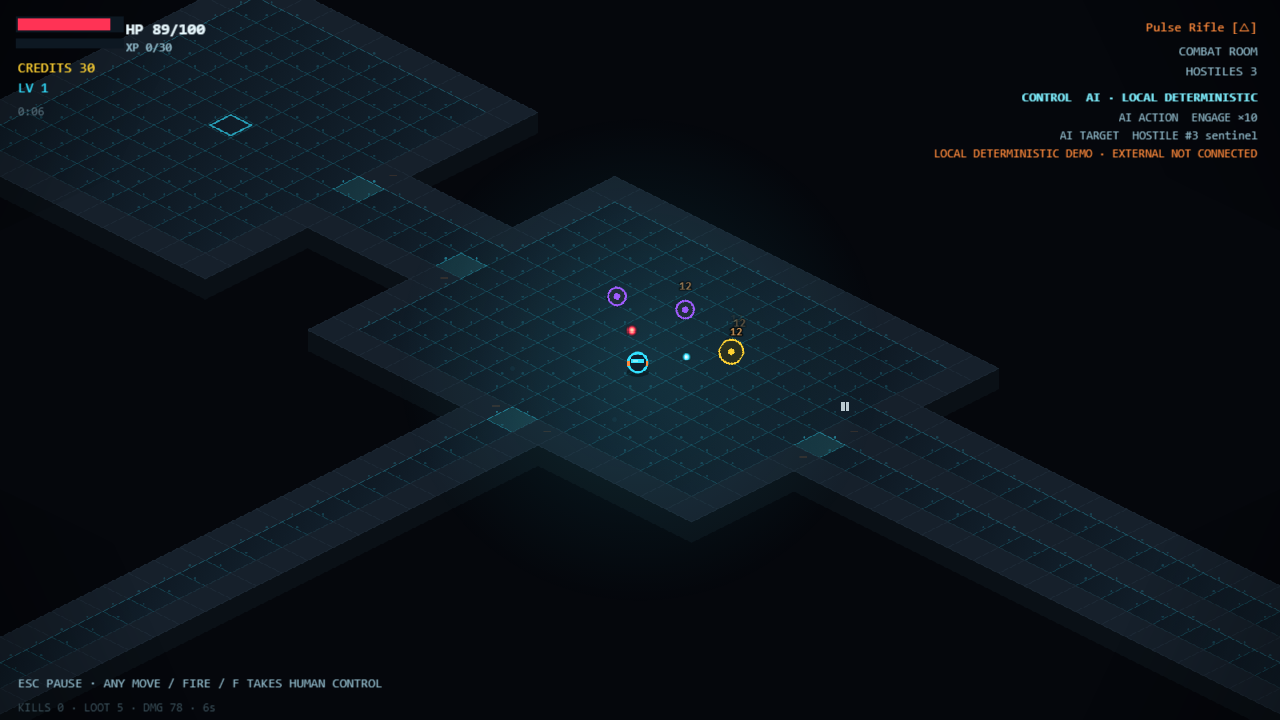 HP 89/100
XP 0/30
CREDITS 30
LV 1
0:06
Pulse Rifle [△]
COMBAT ROOM
HOSTILES 3
CONTROL AI · LOCAL DETERMINISTIC
AI ACTION ENGAGE ×10
AI TARGET HOSTILE #3 sentinel
LOCAL DETERMINISTIC DEMO · EXTERNAL NOT CONNECTED
12
12
12
ESC PAUSE · ANY MOVE / FIRE / F TAKES HUMAN CONTROL
KILLS 0 · LOOT 5 · DMG 78 · 6s